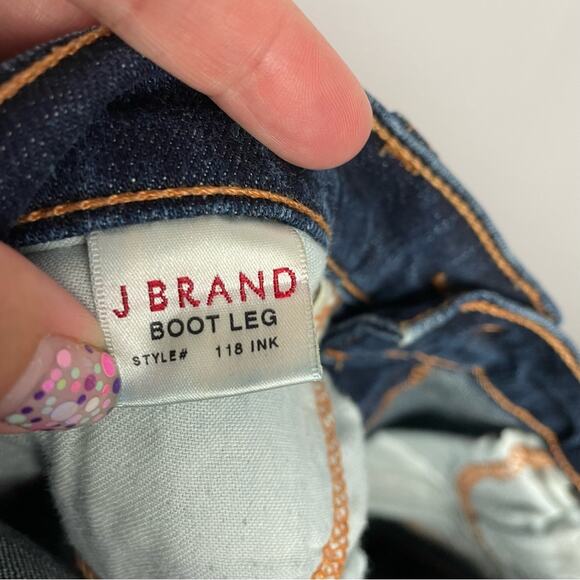 J BRAND
BOOT LEG
STYLE# 118 INK